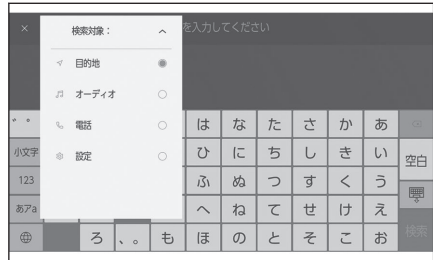 × 検索対象: を入力してください
目的地
オーディオ
電話
設定
゛゜ は な た さ か あ
小文字 ひ に ち し き い 空白
123 ふ ぬ つ す く う
あアa へ ね て せ け え
ろ 、。 も ほ の と そ こ お 検索